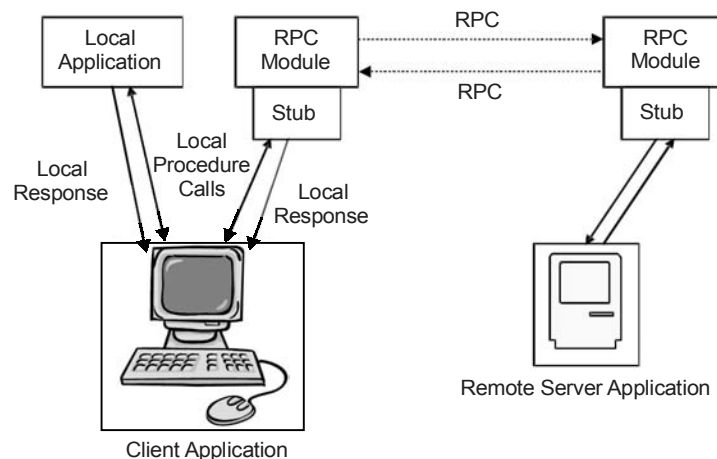 Local
Application
RPC
Module
Stub
RPC
RPC
RPC
Module
Stub
Local
Response
Local
Procedure
Calls
Local
Response
Client Application
Remote Server Application